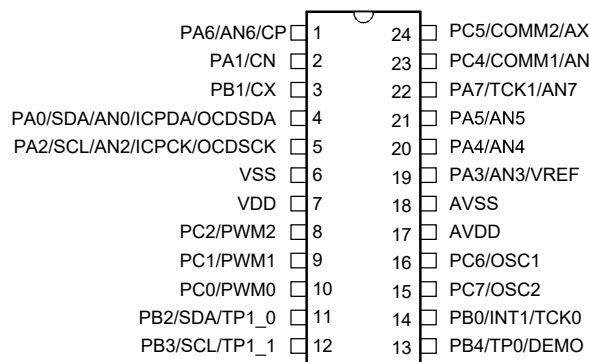 PA6/AN6/CP 1 24 PC5/COMM2/AX
PA1/CN 2 23 PC4/COMM1/AN
PB1/CX 3 22 PA7/TCK1/AN7
PA0/SDA/AN0/ICPDA/OCDSDA 4 21 PA5/AN5
PA2/SCL/AN2/ICPCK/OCDSCK 5 20 PA4/AN4
VSS 6 19 PA3/AN3/VREF
VDD 7 18 AVSS
PC2/PWM2 8 17 AVDD
PC1/PWM1 9 16 PC6/OSC1
PC0/PWM0 10 15 PC7/OSC2
PB2/SDA/TP1_0 11 14 PB0/INT1/TCK0
PB3/SCL/TP1_1 12 13 PB4/TP0/DEMO